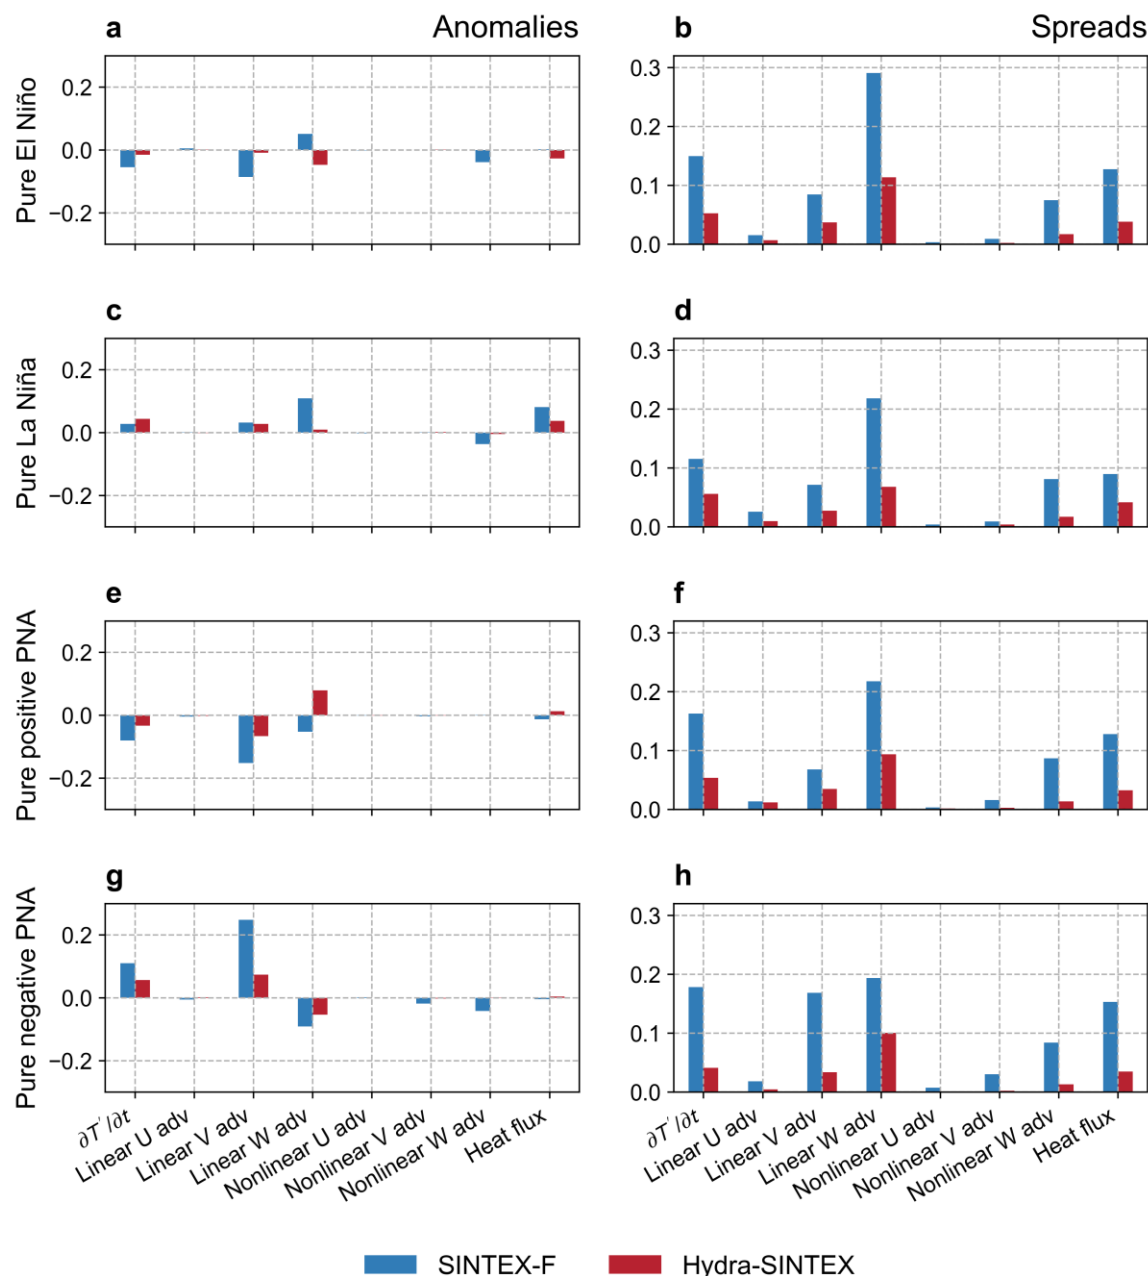 a Anomalies
b Spreads
Pure El Niño
0.2
0.0
−0.2
0.3
0.2
0.1
0.0
c
d
Pure La Niña
0.2
0.0
−0.2
0.3
0.2
0.1
0.0
e
f
Pure positive PNA
0.2
0.0
−0.2
0.3
0.2
0.1
0.0
g
h
Pure negative PNA
0.2
0.0
−0.2
0.3
0.2
0.1
0.0
∂T′/∂t
Linear U adv
Linear V adv
Linear W adv
Nonlinear U adv
Nonlinear V adv
Nonlinear W adv
Heat flux
∂T′/∂t
Linear U adv
Linear V adv
Linear W adv
Nonlinear U adv
Nonlinear V adv
Nonlinear W adv
Heat flux
SINTEX-F
Hydra-SINTEX